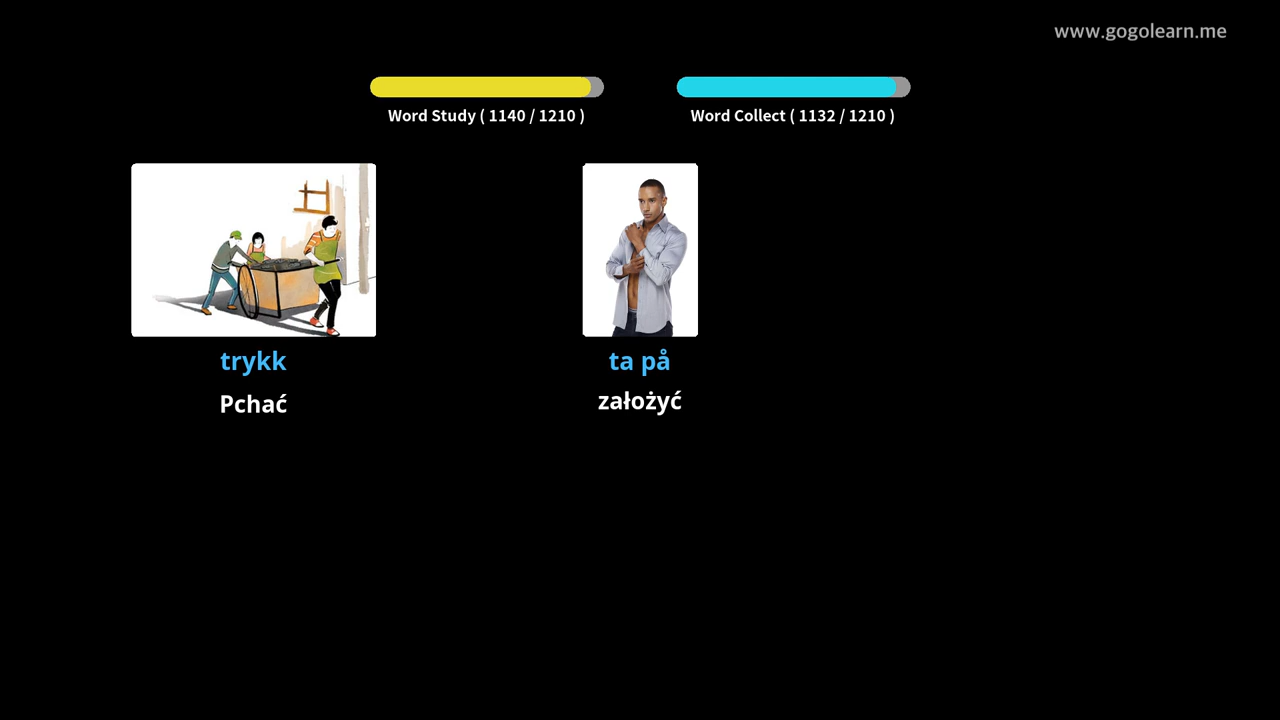 www.gogolearn.me
Word Study ( 1140 / 1210 )
Word Collect ( 1132 / 1210 )
trykk
Pchać
ta på
założyć